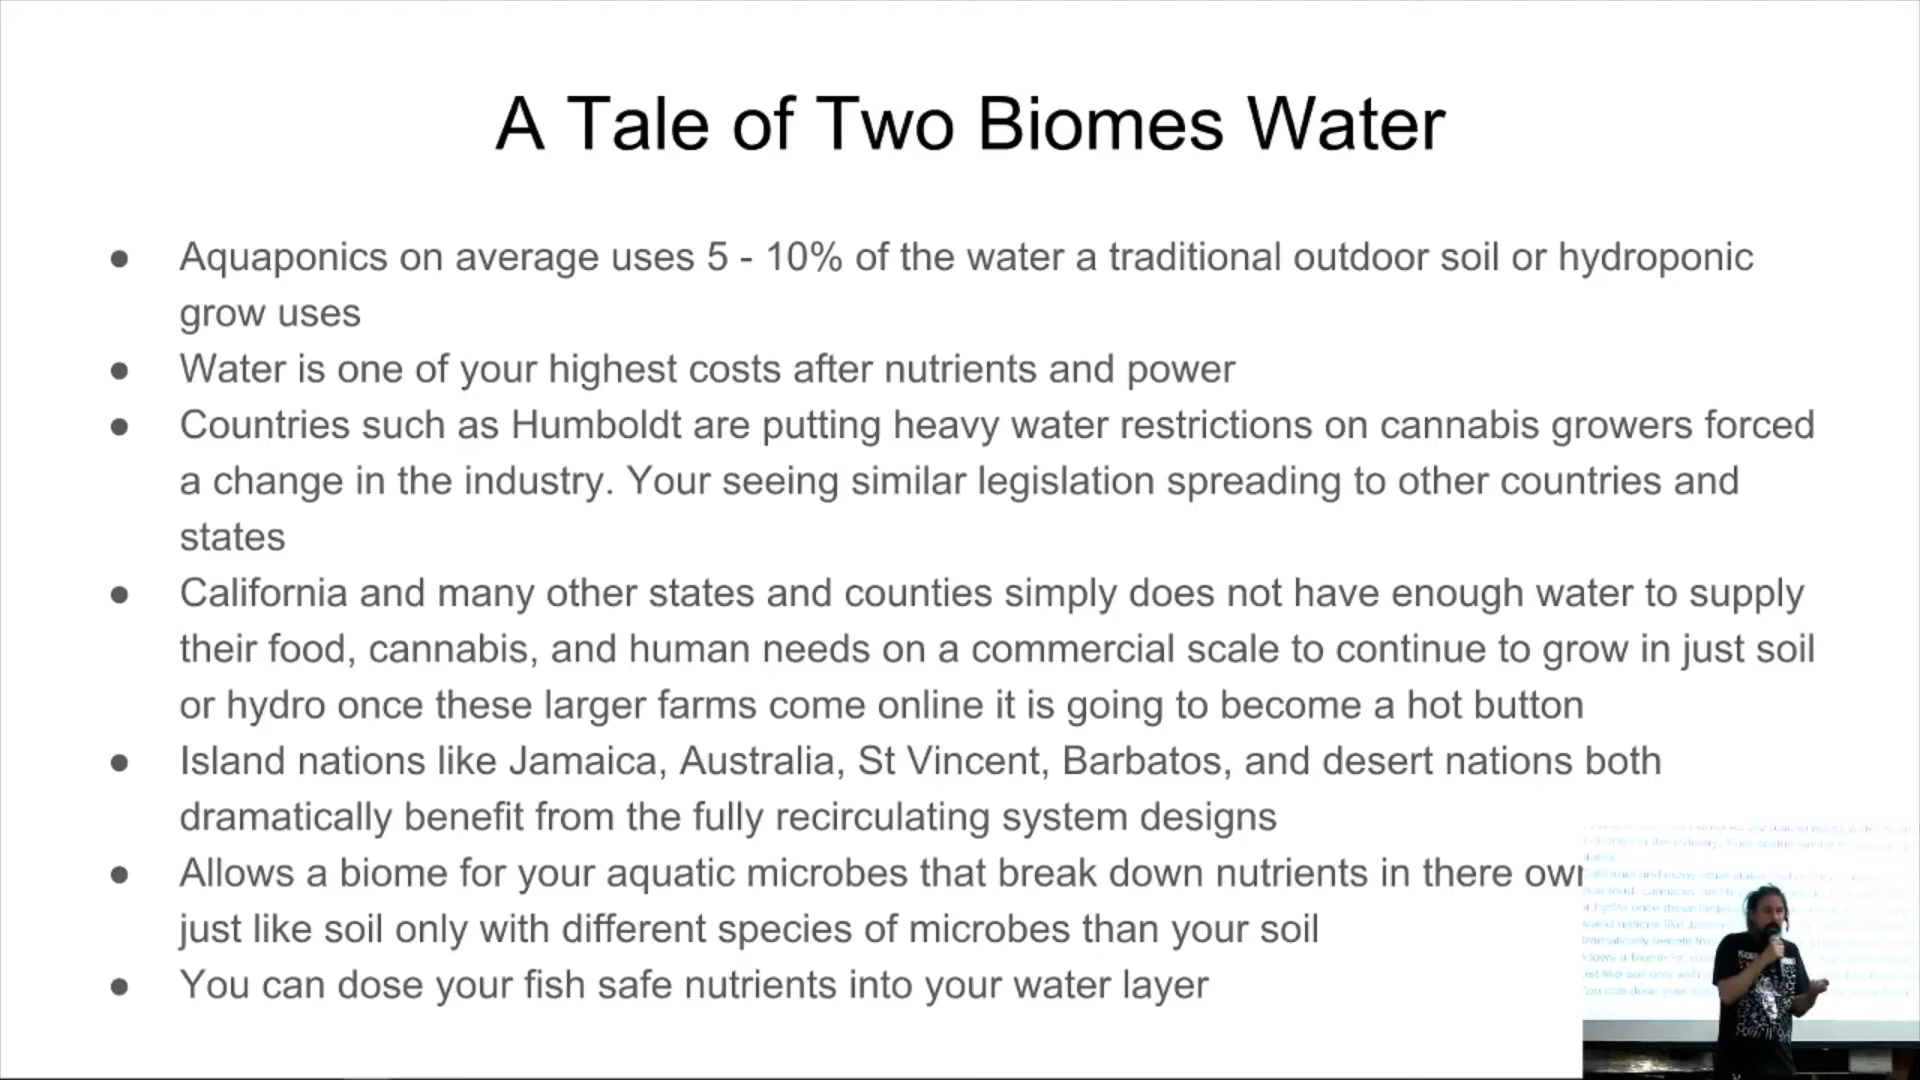 A Tale of Two Biomes Water
● Aquaponics on average uses 5 - 10% of the water a traditional outdoor soil or hydroponic
grow uses
● Water is one of your highest costs after nutrients and power
● Countries such as Humboldt are putting heavy water restrictions on cannabis growers forced
a change in the industry. Your seeing similar legislation spreading to other countries and
states
● California and many other states and counties simply does not have enough water to supply
their food, cannabis, and human needs on a commercial scale to continue to grow in just soil
or hydro once these larger farms come online it is going to become a hot button
● Island nations like Jamaica, Australia, St Vincent, Barbatos, and desert nations both
dramatically benefit from the fully recirculating system designs
● Allows a biome for your aquatic microbes that break down nutrients in there own
just like soil only with different species of microbes than your soil
● You can dose your fish safe nutrients into your water layer